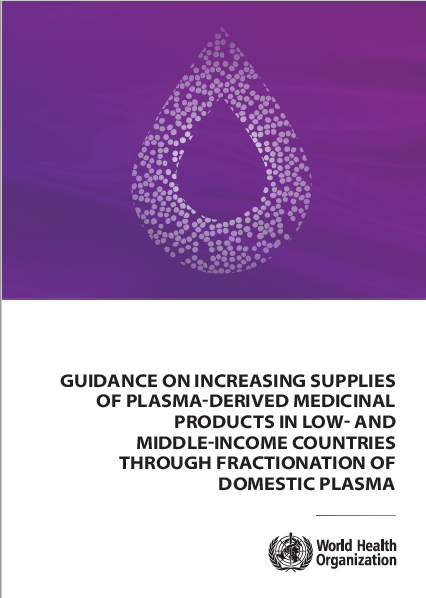 GUIDANCE ON INCREASING SUPPLIES
OF PLASMA-DERIVED MEDICINAL
PRODUCTS IN LOW- AND
MIDDLE-INCOME COUNTRIES
THROUGH FRACTIONATION OF
DOMESTIC PLASMA
World Health
Organization